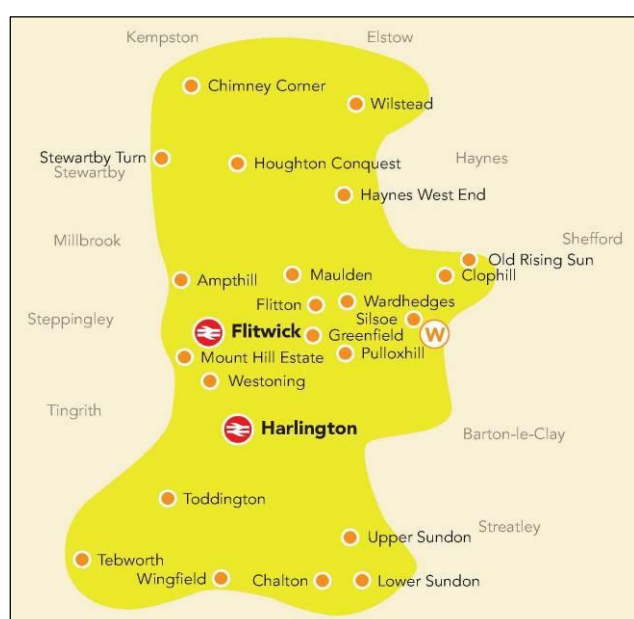 Kempston
Elstow
Chimney Corner
Wilstead
Stewartby Turn
Stewartby
Houghton Conquest
Haynes
Haynes West End
Shefford
Millbrook
Old Rising Sun
Ampthill
Maulden
Clophill
Flitton
Wardhedges
Steppingley
Silsoe
Flitwick
Greenfield
W
Mount Hill Estate
Pulloxhill
Westoning
Tingrith
Harlington
Barton-le-Clay
Toddington
Streatley
Upper Sundon
Tebworth
Wingfield
Chalton
Lower Sundon